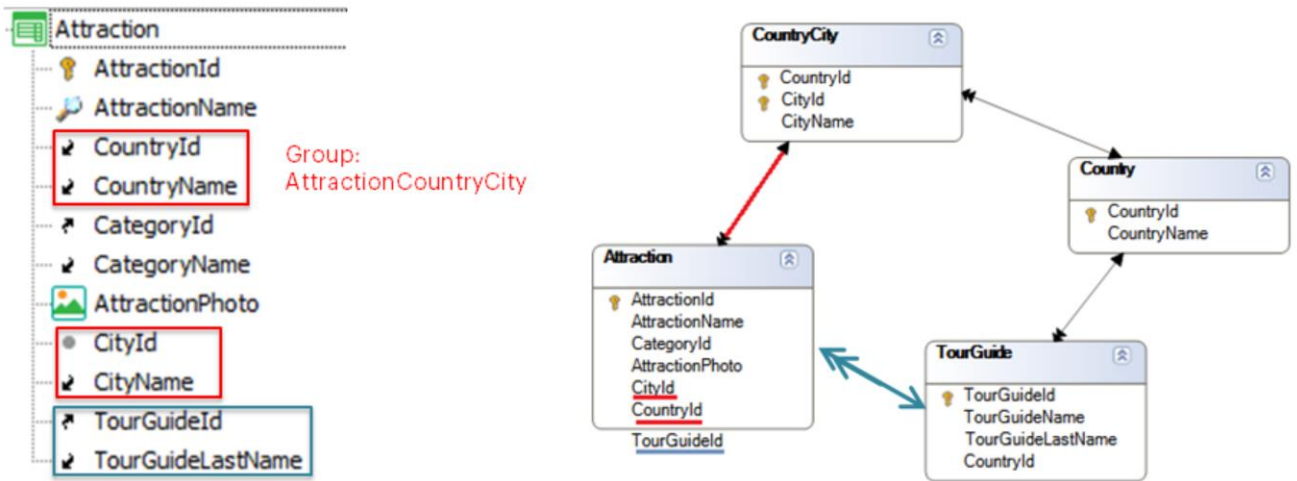 Attraction
AttractionId
AttractionName
CountryId
CountryName
CategoryId
CategoryName
AttractionPhoto
CityId
CityName
TourGuideId
TourGuideLastName
Group:
AttractionCountryCity
CountryCity
CountryId
CityId
CityName
Country
CountryId
CountryName
Attraction
AttractionId
AttractionName
CategoryId
AttractionPhoto
CityId
CountryId
TourGuideId
TourGuide
TourGuideId
TourGuideName
TourGuideLastName
CountryId